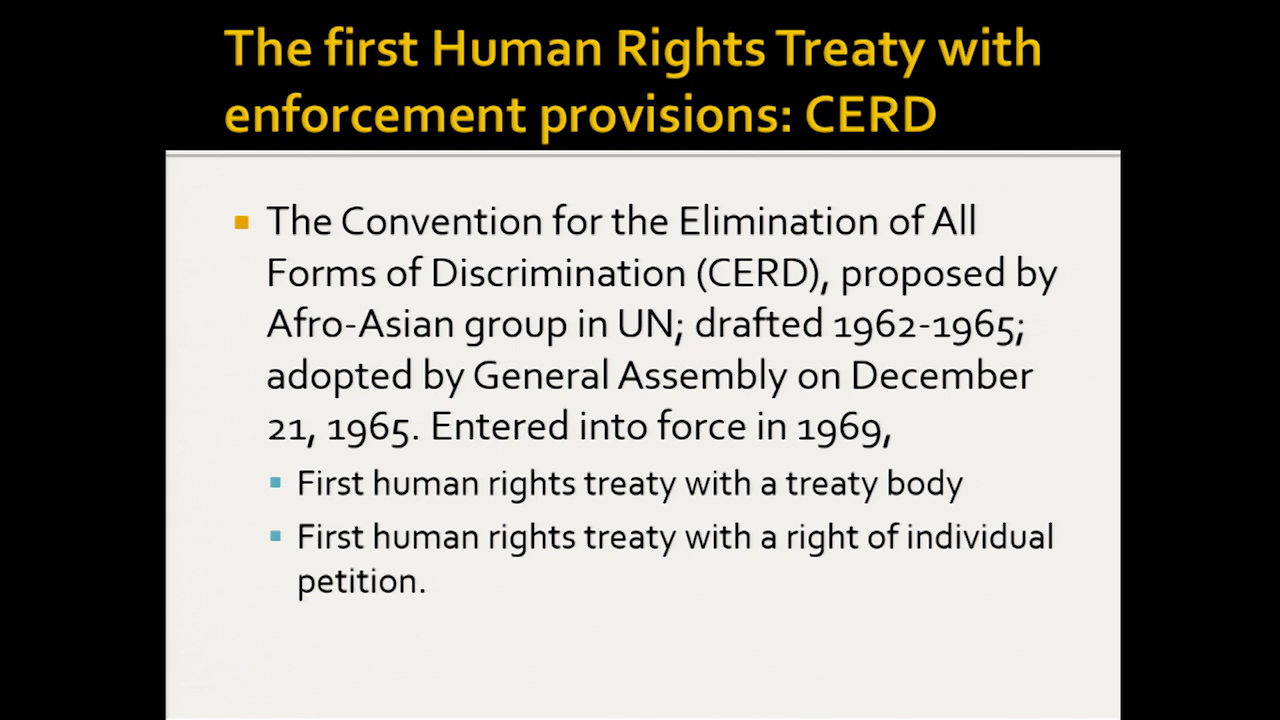 The first Human Rights Treaty with
enforcement provisions: CERD
The Convention for the Elimination of All
Forms of Discrimination (CERD), proposed by
Afro-Asian group in UN; drafted 1962-1965;
adopted by General Assembly on December
21, 1965. Entered into force in 1969,
First human rights treaty with a treaty body
First human rights treaty with a right of individual
petition.